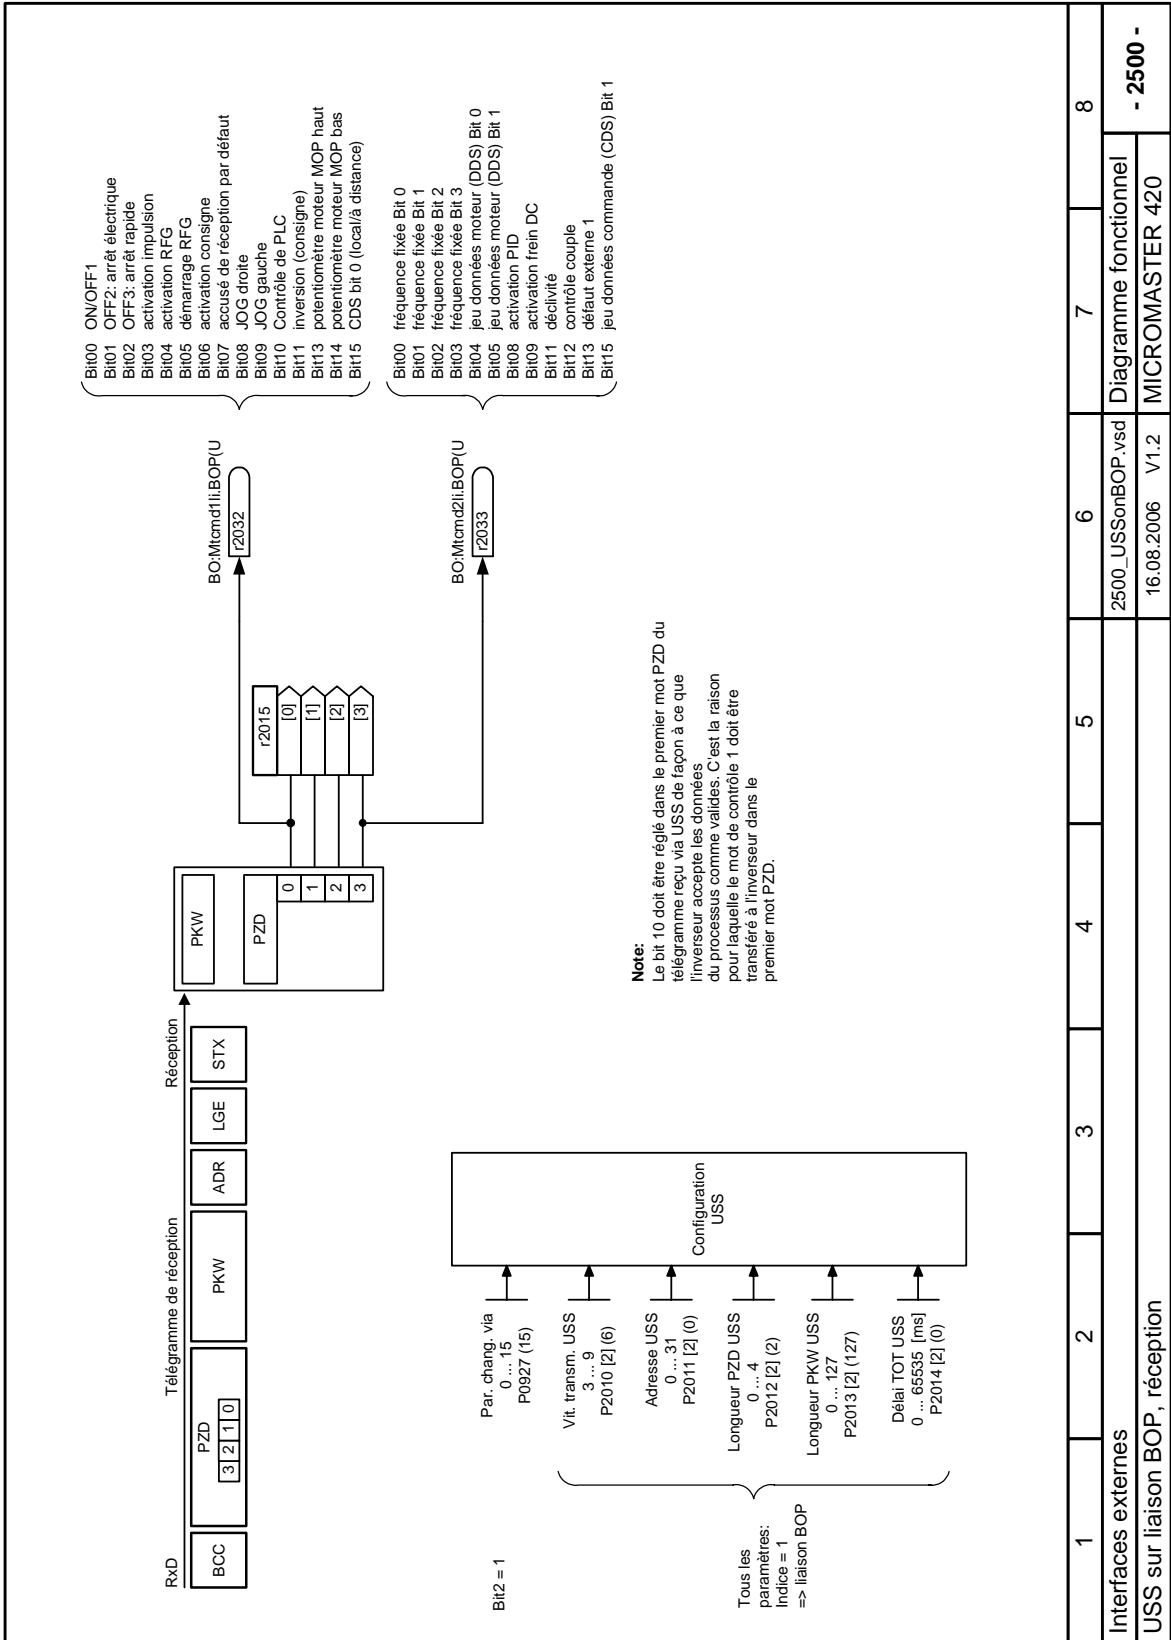 RxD
Télégramme de réception
Réception
BCC
PZD
3 2 1 0
PKW
ADR
LGE
STX
PKW
PZD
0
1
2
3
r2015
[0]
[1]
[2]
[3]
BO:Mtcmd1li.BOP(U
r2032
BO:Mtcmd2li.BOP(U
r2033
Bit00 ON/OFF1
Bit01 OFF2: arrêt électrique
Bit02 OFF3: arrêt rapide
Bit03 activation impulsion
Bit04 activation RFG
Bit05 démarrage RFG
Bit06 activation consigne
Bit07 accusé de réception par défaut
Bit08 JOG droite
Bit09 JOG gauche
Bit10 Contrôle de PLC
Bit11 inversion (consigne)
Bit13 potentiomètre moteur MOP haut
Bit14 potentiomètre moteur MOP bas
Bit15 CDS bit 0 (local/à distance)
Bit00 fréquence fixée Bit 0
Bit01 fréquence fixée Bit 1
Bit02 fréquence fixée Bit 2
Bit03 fréquence fixée Bit 3
Bit04 jeu données moteur (DDS) Bit 0
Bit05 jeu données moteur (DDS) Bit 1
Bit08 activation PID
Bit09 activation frein DC
Bit11 déclivité
Bit12 contrôle couple
Bit13 défaut externe 1
Bit15 jeu données commande (CDS) Bit 1
Bit2 = 1
Par. chang. via
0 ... 15
P0927 (15)
Tous les
paramètres:
Indice = 1
=> liaison BOP
Vit. transm. USS
3 ... 9
P2010 [2] (6)
Adresse USS
0 ... 31
P2011 [2] (0)
Longueur PZD USS
0 ... 4
P2012 [2] (2)
Longueur PKW USS
0 ... 127
P2013 [2] (127)
Délai TOT USS
0 ... 65535 [ms]
P2014 [2] (0)
Configuration
USS
Note:
Le bit 10 doit être réglé dans le premier mot PZD du
télégramme reçu via USS de façon à ce que
l'inverseur accepte les données
du processus comme valides. C'est la raison
pour laquelle le mot de contrôle 1 doit être
transféré à l'inverseur dans le
premier mot PZD.
1 2 3 4 5 6 7 8
Interfaces externes
2500_USSonBOP.vsd
Diagramme fonctionnel
- 2500 -
USS sur liaison BOP, réception
16.08.2006 V1.2
MICROMASTER 420